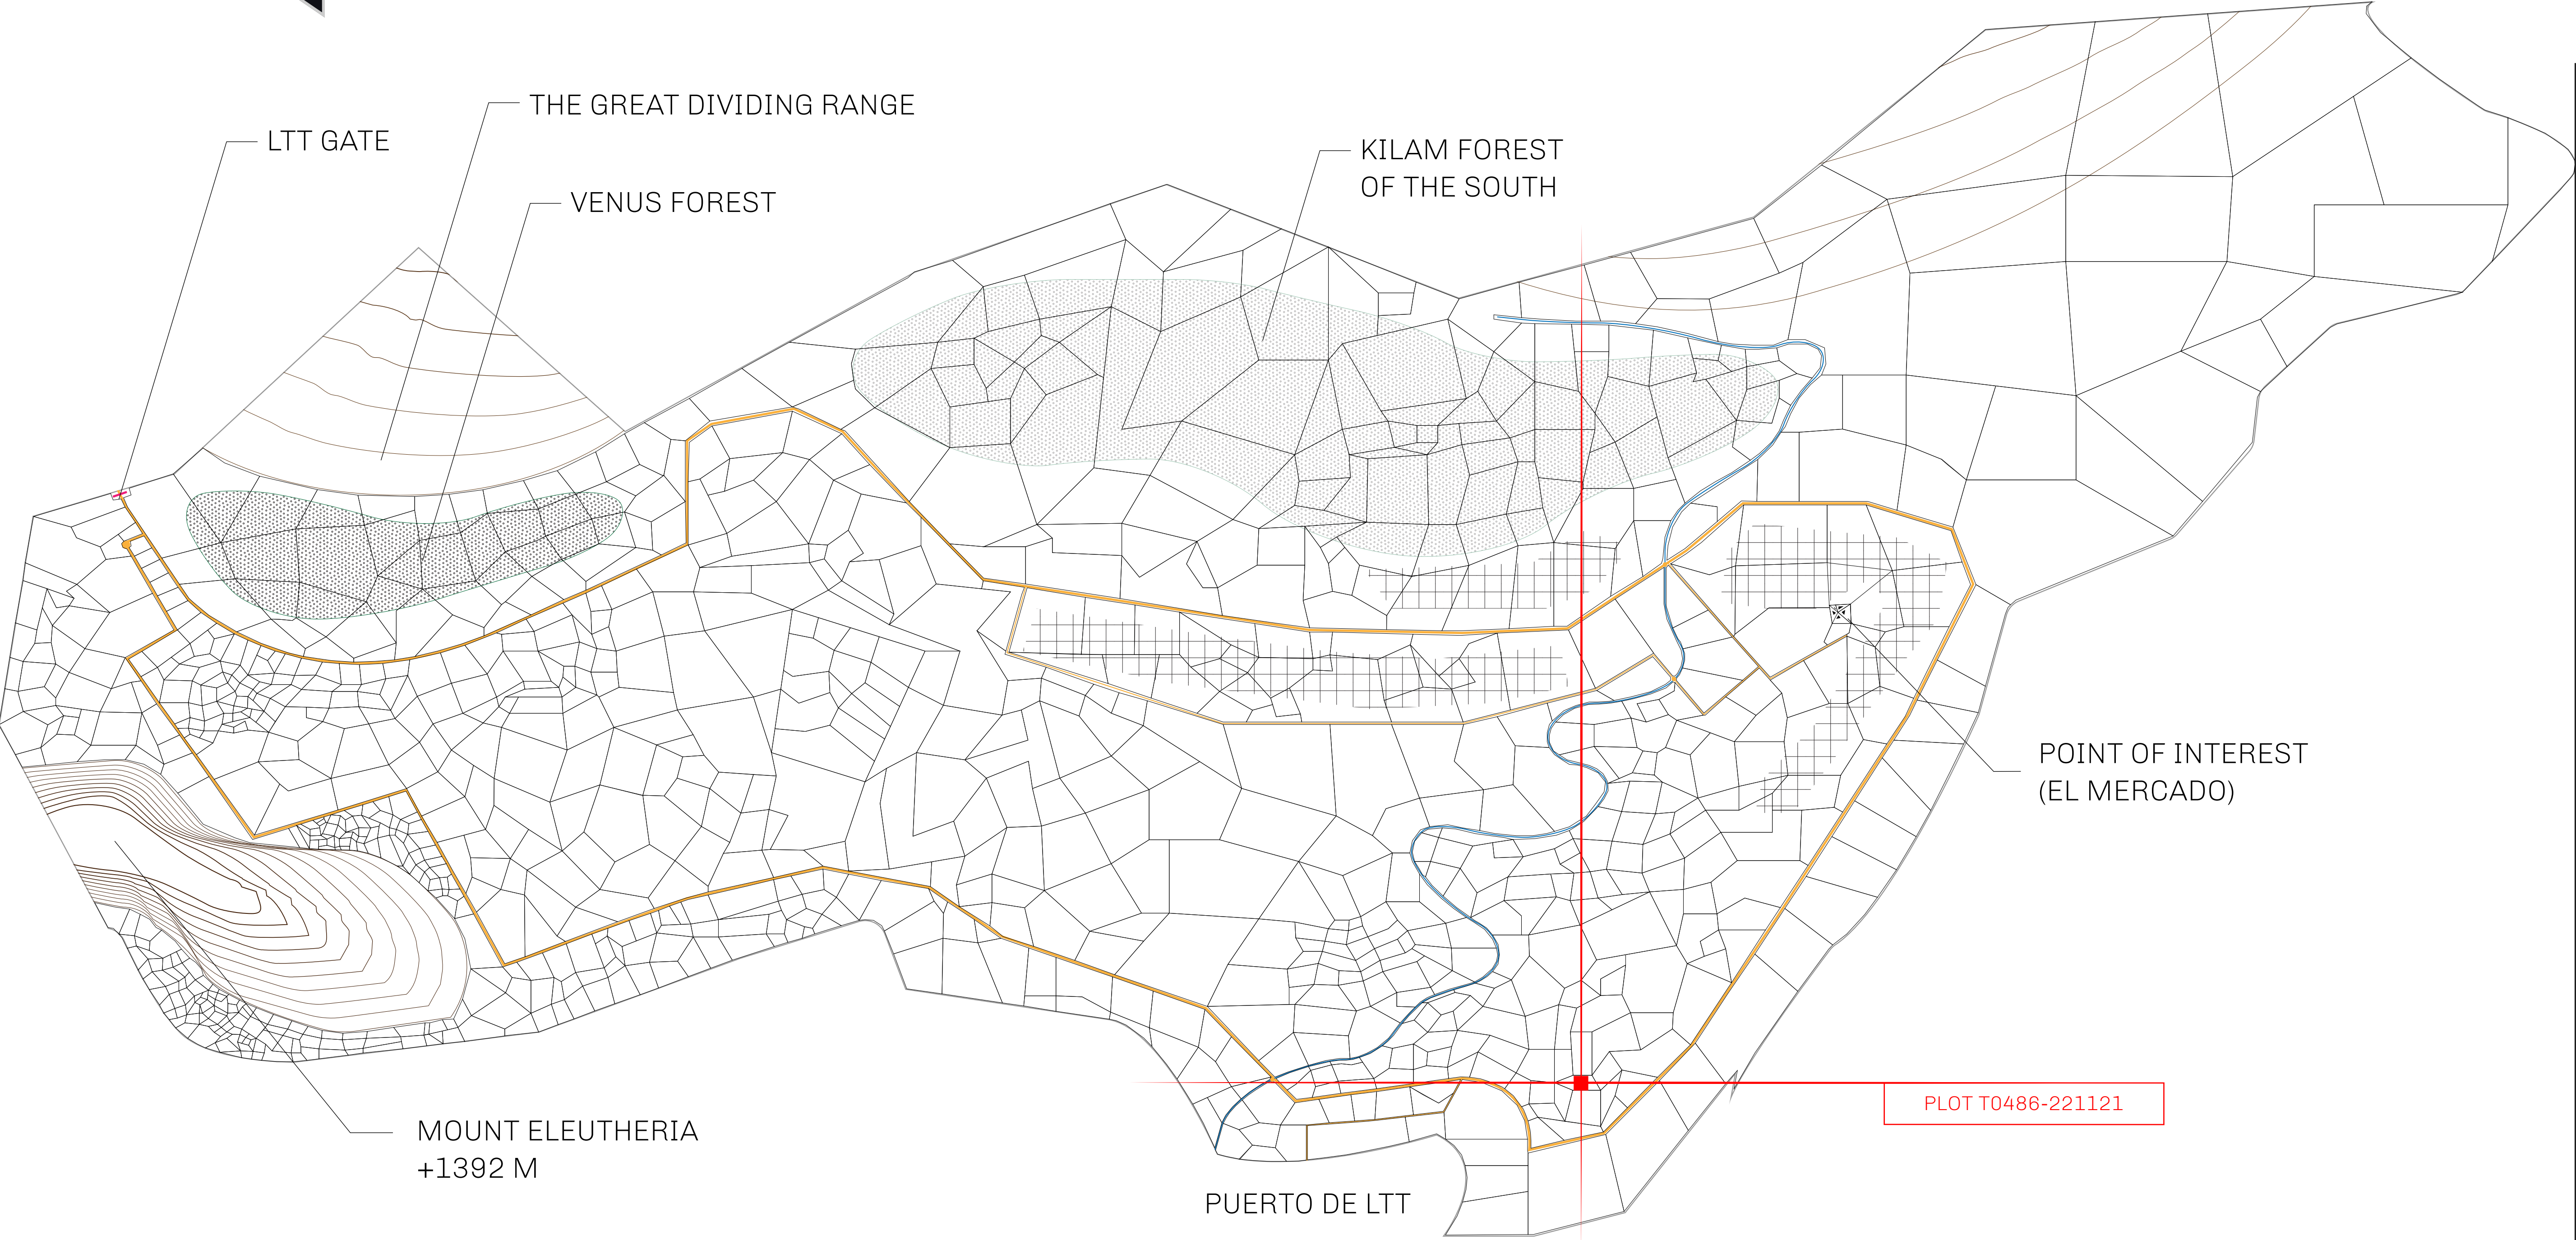 THE GREAT DIVIDING RANGE
LTT GATE
VENUS FOREST
KILAM FOREST
OF THE SOUTH
POINT OF INTEREST
(EL MERCADO)
PLOT T0486-221121
MOUNT ELEUTHERIA
+1392 M
PUERTO DE LTT